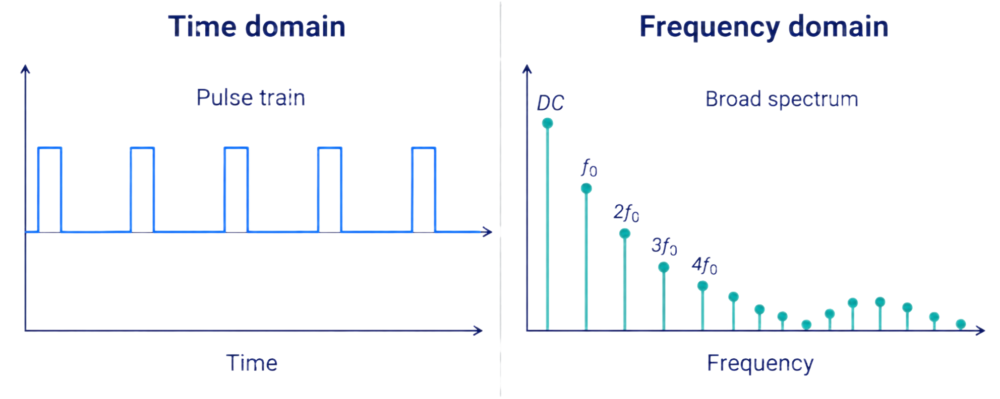 Time domain
Pulse train
Time
Frequency domain
Broad spectrum
DC
f₀
2f₀
3f₀
4f₀
Frequency